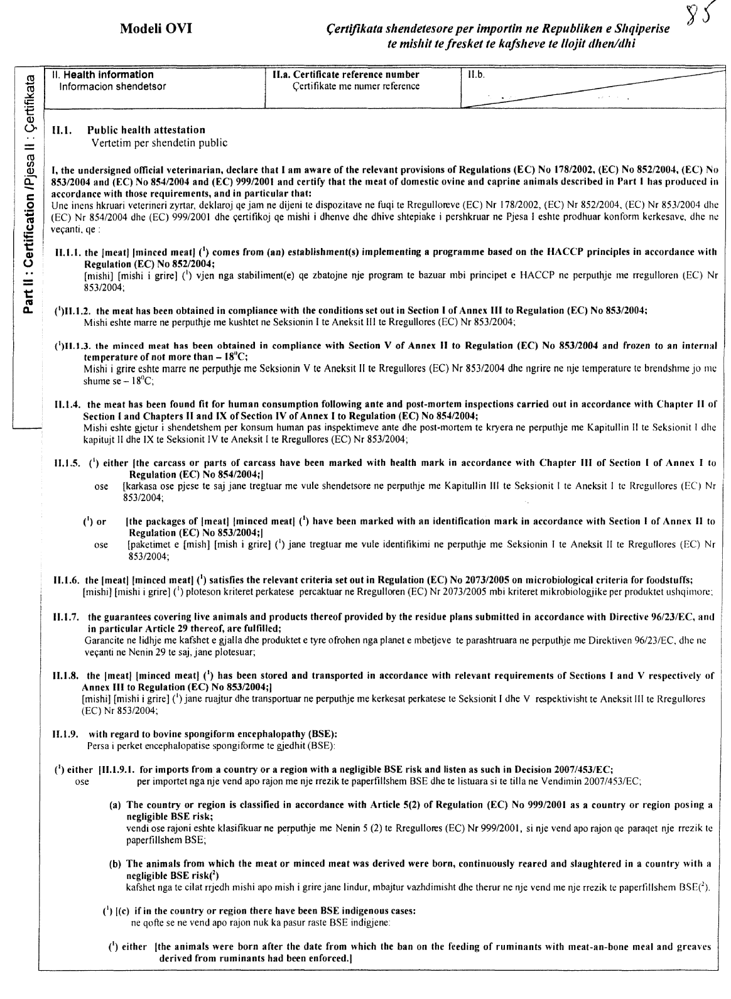 85
Modeli OVI
Çertifikata shendetesore per importin ne Republiken e Shqiperise
te mishit te fresket te kafsheve te llojit dhen/dhi
Part II : Certification /Pjesa II : Çertifikata
II. Health information
Informacion shendetsor
II.a. Certificate reference number
Çertifikate me numer reference
II.b.
II.1. Public health attestation
Vertetim per shendetin public
I, the undersigned official veterinarian, declare that I am aware of the relevant provisions of Regulations (EC) No 178/2002, (EC) No 852/2004, (EC) No
853/2004 and (EC) No 854/2004 and (EC) 999/2001 and certify that the meat of domestic ovine and caprine animals described in Part 1 has produced in
accordance with those requirements, and in particular that:
Une inens hkruari veterineri zyrtar, deklaroj qe jam ne dijeni te dispozitave ne fuqi te Rregulloreve (EC) Nr 178/2002, (EC) Nr 852/2004, (EC) Nr 853/2004 dhe
(EC) Nr 854/2004 dhe (EC) 999/2001 dhe çertifikoj qe mishi i dhenve dhe dhive shtepiake i pershkruar ne Pjesa I eshte prodhuar konform kerkesave, dhe ne
veçanti, qe :
II.1.1. the [meat] [minced meat] (¹) comes from (an) establishment(s) implementing a programme based on the HACCP principles in accordance with
Regulation (EC) No 852/2004;
[mishi] [mishi i grire] (¹) vjen nga stabiliment(e) qe zbatojne nje program te bazuar mbi principet e HACCP ne perputhje me rregulloren (EC) Nr
853/2004;
(¹)II.1.2. the meat has been obtained in compliance with the conditions set out in Section I of Annex III to Regulation (EC) No 853/2004;
Mishi eshte marre ne perputhje me kushtet ne Seksionin I te Aneksit III te Rregullores (EC) Nr 853/2004;
(¹)II.1.3. the minced meat has been obtained in compliance with Section V of Annex II to Regulation (EC) No 853/2004 and frozen to an internal
temperature of not more than – 18⁰C;
Mishi i grire eshte marre ne perputhje me Seksionin V te Aneksit II te Rregullores (EC) Nr 853/2004 dhe ngrire ne nje temperature te brendshme jo me
shume se – 18⁰C;
II.1.4. the meat has been found fit for human consumption following ante and post-mortem inspections carried out in accordance with Chapter II of
Section I and Chapters II and IX of Section IV of Annex I to Regulation (EC) No 854/2004;
Mishi eshte gjetur i shendetshem per konsum human pas inspektimeve ante dhe post-mortem te kryera ne perputhje me Kapitullin II te Seksionit I dhe
kapitujt II dhe IX te Seksionit IV te Aneksit I te Rregullores (EC) Nr 853/2004;
II.1.5. (¹) either [the carcass or parts of carcass have been marked with health mark in accordance with Chapter III of Section I of Annex I to
Regulation (EC) No 854/2004;]
ose [karkasa ose pjese te saj jane tregtuar me vule shendetsore ne perputhje me Kapitullin III te Seksionit I te Aneksit I te Rregullores (EC) Nr
853/2004;
(¹) or [the packages of [meat] [minced meat] (¹) have been marked with an identification mark in accordance with Section I of Annex II to
Regulation (EC) No 853/2004;]
ose [paketimet e [mish] [mish i grire] (¹) jane tregtuar me vule identifikimi ne perputhje me Seksionin I te Aneksit II te Rregullores (EC) Nr
853/2004;
II.1.6. the [meat] [minced meat] (¹) satisfies the relevant criteria set out in Regulation (EC) No 2073/2005 on microbiological criteria for foodstuffs;
[mishi] [mishi i grire] (¹) ploteson kriteret perkatese percaktuar ne Rregulloren (EC) Nr 2073/2005 mbi kriteret mikrobiologjike per produktet ushqimore;
II.1.7. the guarantees covering live animals and products thereof provided by the residue plans submitted in accordance with Directive 96/23/EC, and
in particular Article 29 thereof, are fulfilled;
Garancite ne lidhje me kafshet e gjalla dhe produktet e tyre ofrohen nga planet e mbetjeve te parashtruara ne perputhje me Direktiven 96/23/EC, dhe ne
veçanti ne Nenin 29 te saj, jane plotesuar;
II.1.8. the [meat] [minced meat] (¹) has been stored and transported in accordance with relevant requirements of Sections I and V respectively of
Annex III to Regulation (EC) No 853/2004;]
[mishi] [mishi i grire] (¹) jane ruajtur dhe transportuar ne perputhje me kerkesat perkatese te Seksionit I dhe V respektivisht te Aneksit III te Rregullores
(EC) Nr 853/2004;
II.1.9. with regard to bovine spongiform encephalopathy (BSE):
Persa i perket encephalopatise spongiforme te gjedhit (BSE):
(¹) either [II.1.9.1. for imports from a country or a region with a negligible BSE risk and listen as such in Decision 2007/453/EC;
ose per importet nga nje vend apo rajon me nje rrezik te paperfillshem BSE dhe te listuara si te tilla ne Vendimin 2007/453/EC;
(a) The country or region is classified in accordance with Article 5(2) of Regulation (EC) No 999/2001 as a country or region posing a
negligible BSE risk;
vendi ose rajoni eshte klasifikuar ne perputhje me Nenin 5 (2) te Rregullores (EC) Nr 999/2001, si nje vend apo rajon qe paraqet nje rrezik te
paperfillshem BSE;
(b) The animals from which the meat or minced meat was derived were born, continuously reared and slaughtered in a country with a
negligible BSE risk(²)
kafshet nga te cilat rrjedh mishi apo mish i grire jane lindur, mbajtur vazhdimisht dhe therur ne nje vend me nje rrezik te paperfillshem BSE(²).
(¹) [(c) if in the country or region there have been BSE indigenous cases:
ne qofte se ne vend apo rajon nuk ka pasur raste BSE indigjene:
(¹) either [the animals were born after the date from which the ban on the feeding of ruminants with meat-an-bone meal and greaves
derived from ruminants had been enforced.]